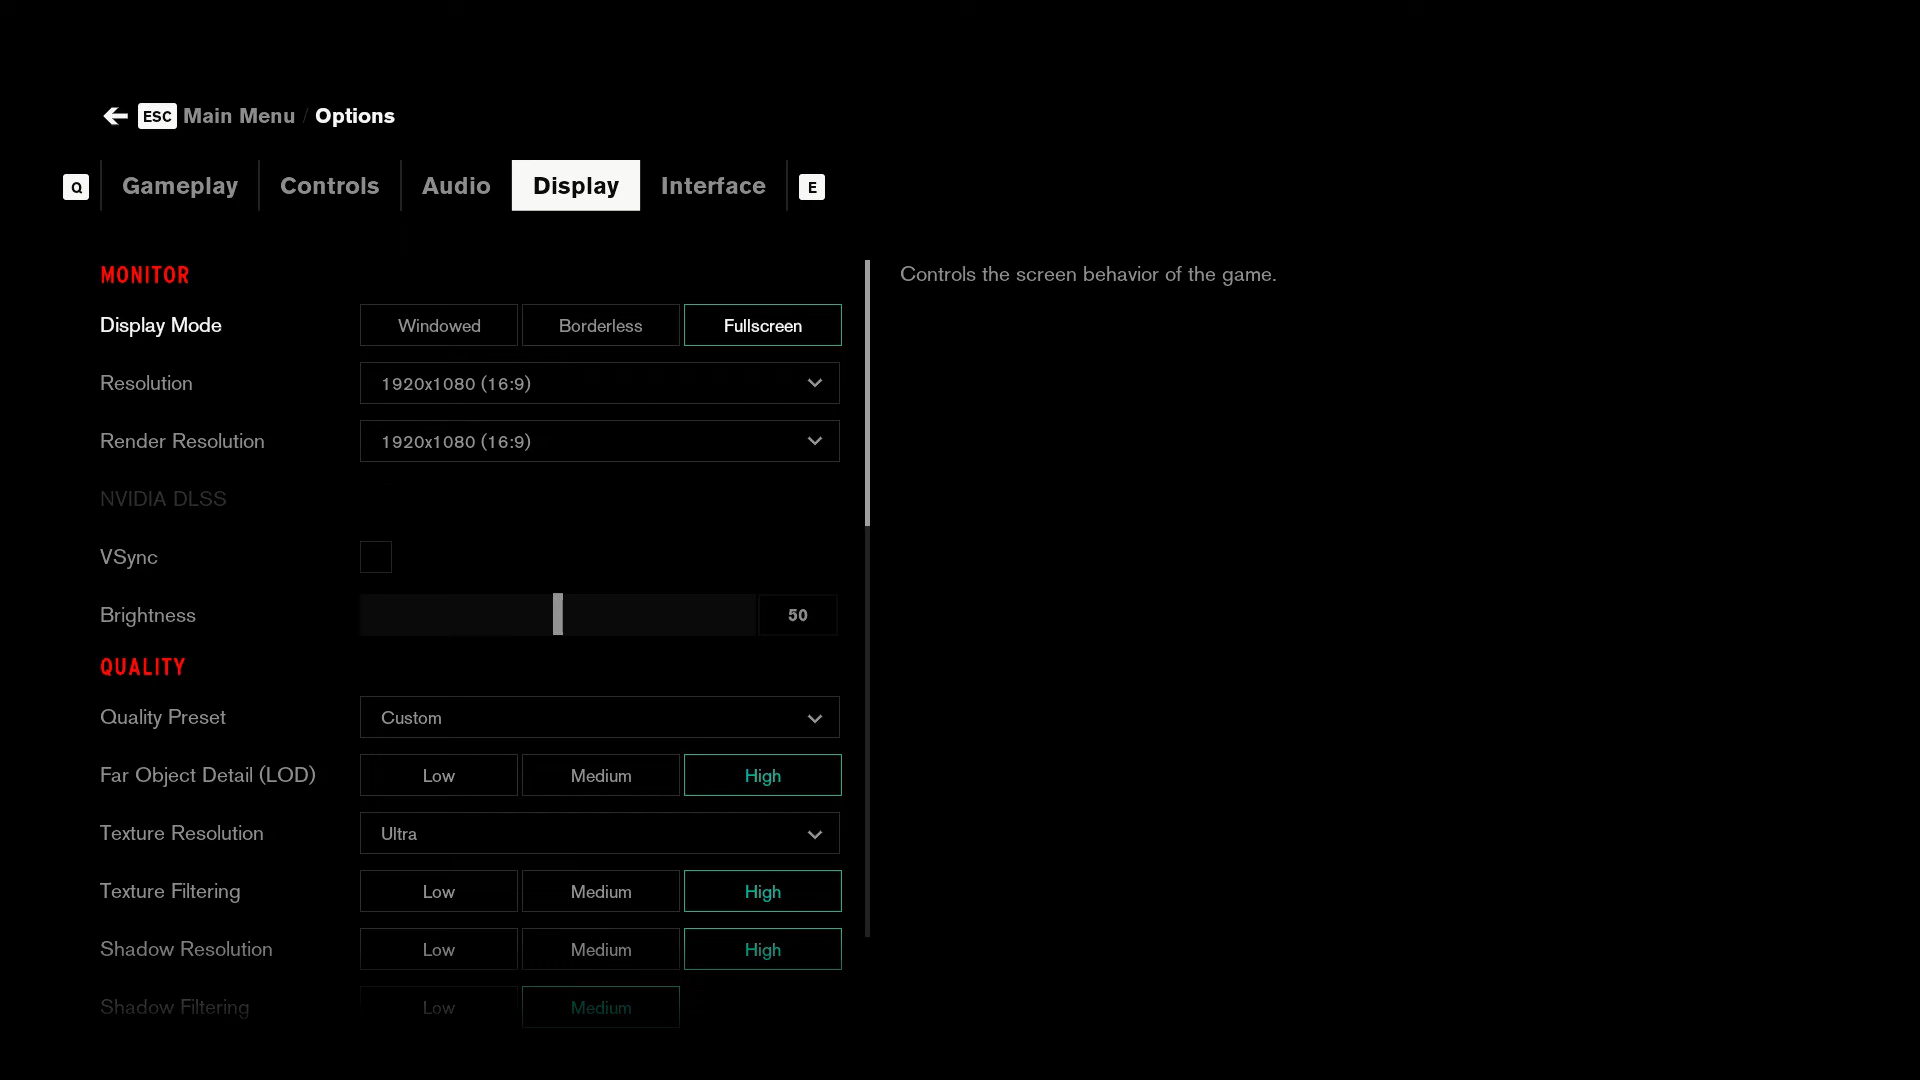 ESC Main Menu / Options
Q Gameplay Controls Audio Display Interface E
MONITOR
Controls the screen behavior of the game.
Display Mode Windowed Borderless Fullscreen
Resolution 1920x1080 (16:9)
Render Resolution 1920x1080 (16:9)
NVIDIA DLSS
VSync
Brightness 50
QUALITY
Quality Preset Custom
Far Object Detail (LOD) Low Medium High
Texture Resolution Ultra
Texture Filtering Low Medium High
Shadow Resolution Low Medium High
Shadow Filtering Low Medium